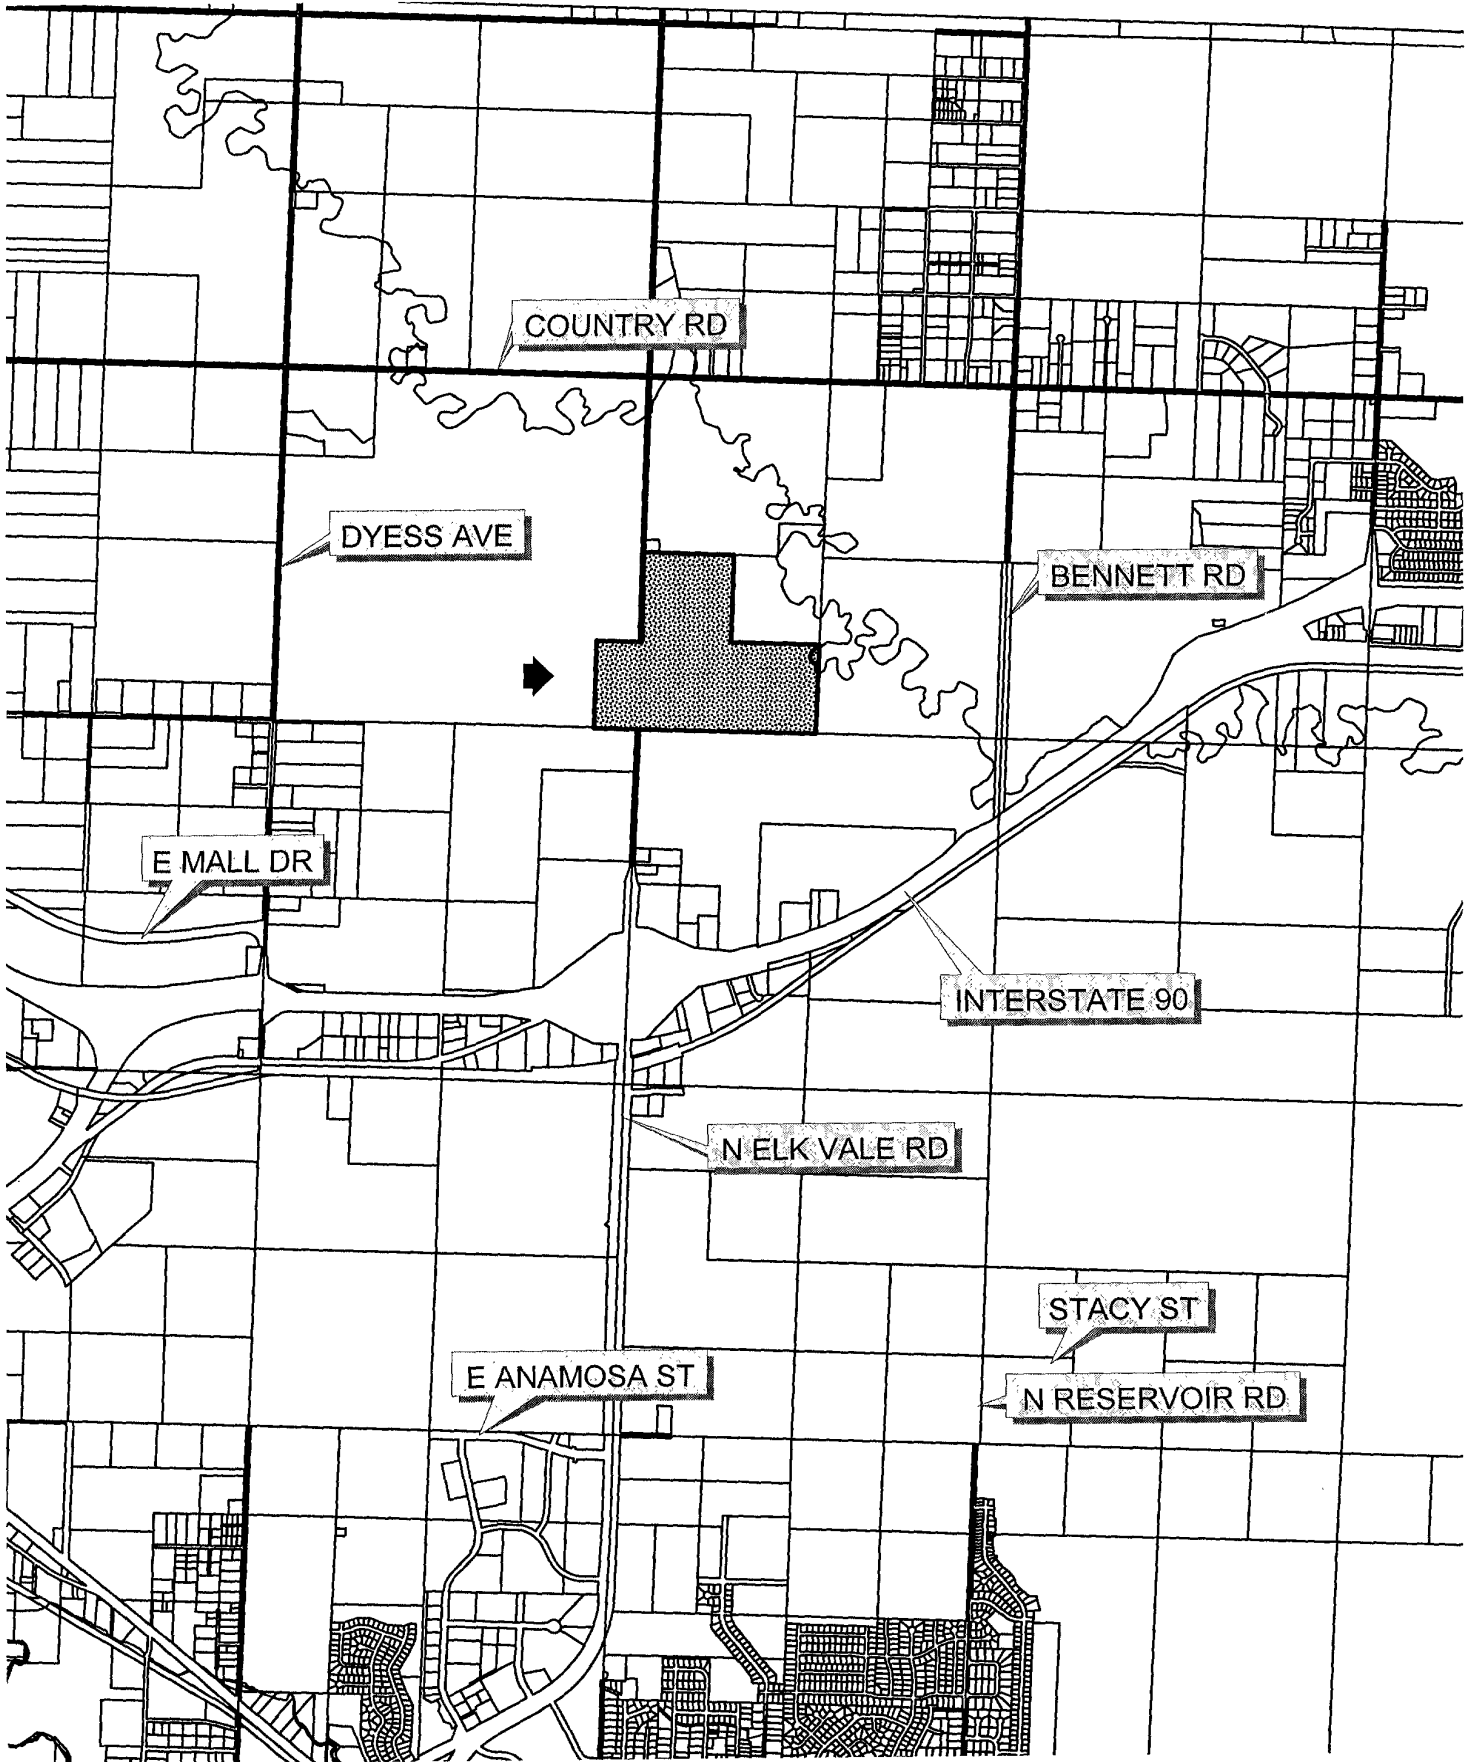 COUNTRY RD
DYESS AVE
BENNETT RD
E MALL DR
INTERSTATE 90
N ELK VALE RD
STACY ST
E ANAMOSA ST
N RESERVOIR RD